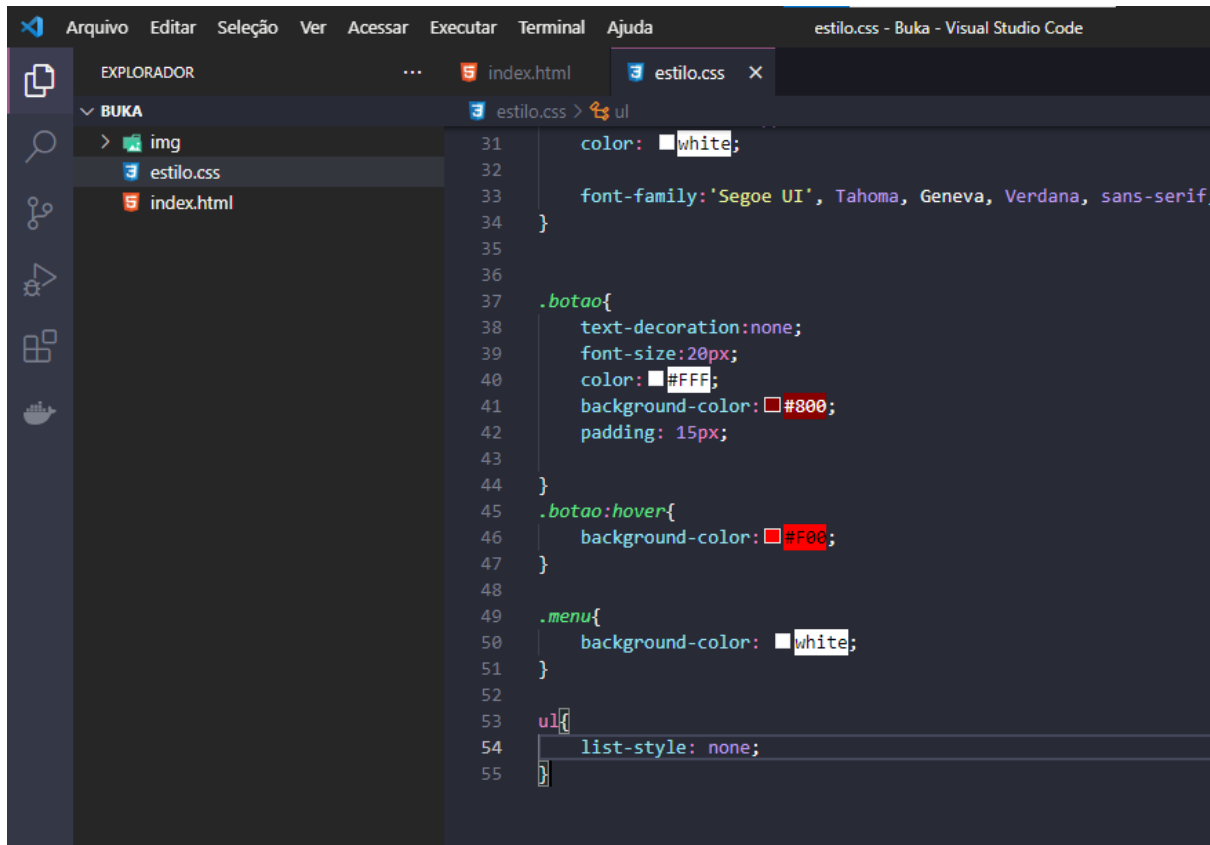 Arquivo Editar Seleção Ver Acessar Executar Terminal Ajuda estilo.css - Buka - Visual Studio Code
EXPLORADOR ··· index.html estilo.css ×
BUKA
img
estilo.css
index.html
estilo.css > ul
31 color: white;
32
33 font-family:'Segoe UI', Tahoma, Geneva, Verdana, sans-serif
34 }
35
36
37 .botao{
38 text-decoration:none;
39 font-size:20px;
40 color: #FFF;
41 background-color: #800;
42 padding: 15px;
43
44 }
45 .botao:hover{
46 background-color: #F00;
47 }
48
49 .menu{
50 background-color: white;
51 }
52
53 ul{
54 list-style: none;
55 }